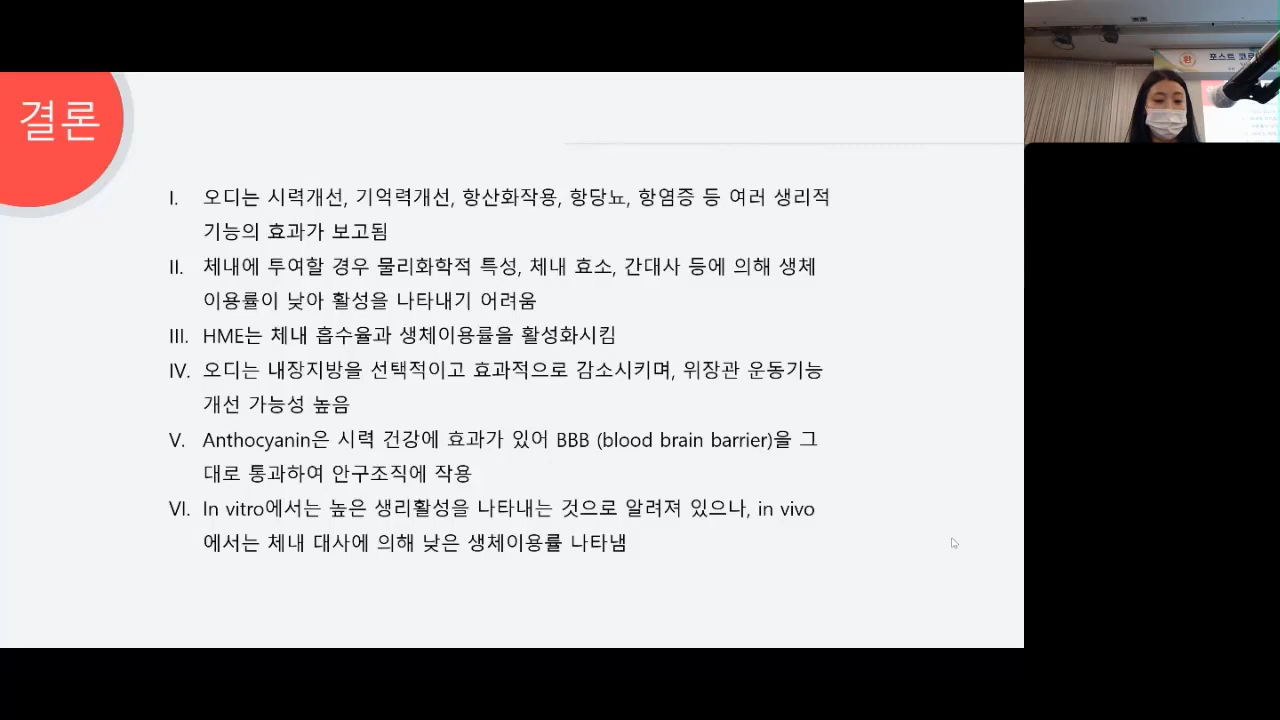 결론
I. 오디는 시력개선, 기억력개선, 항산화작용, 항당뇨, 항염증 등 여러 생리적
기능의 효과가 보고됨
II. 체내에 투여할 경우 물리화학적 특성, 체내 효소, 간대사 등에 의해 생체
이용률이 낮아 활성을 나타내기 어려움
III. HME는 체내 흡수율과 생체이용률을 활성화시킴
IV. 오디는 내장지방을 선택적이고 효과적으로 감소시키며, 위장관 운동기능
개선 가능성 높음
V. Anthocyanin은 시력 건강에 효과가 있어 BBB (blood brain barrier)을 그
대로 통과하여 안구조직에 작용
VI. In vitro에서는 높은 생리활성을 나타내는 것으로 알려져 있으나, in vivo
에서는 체내 대사에 의해 낮은 생체이용률 나타냄
포스트